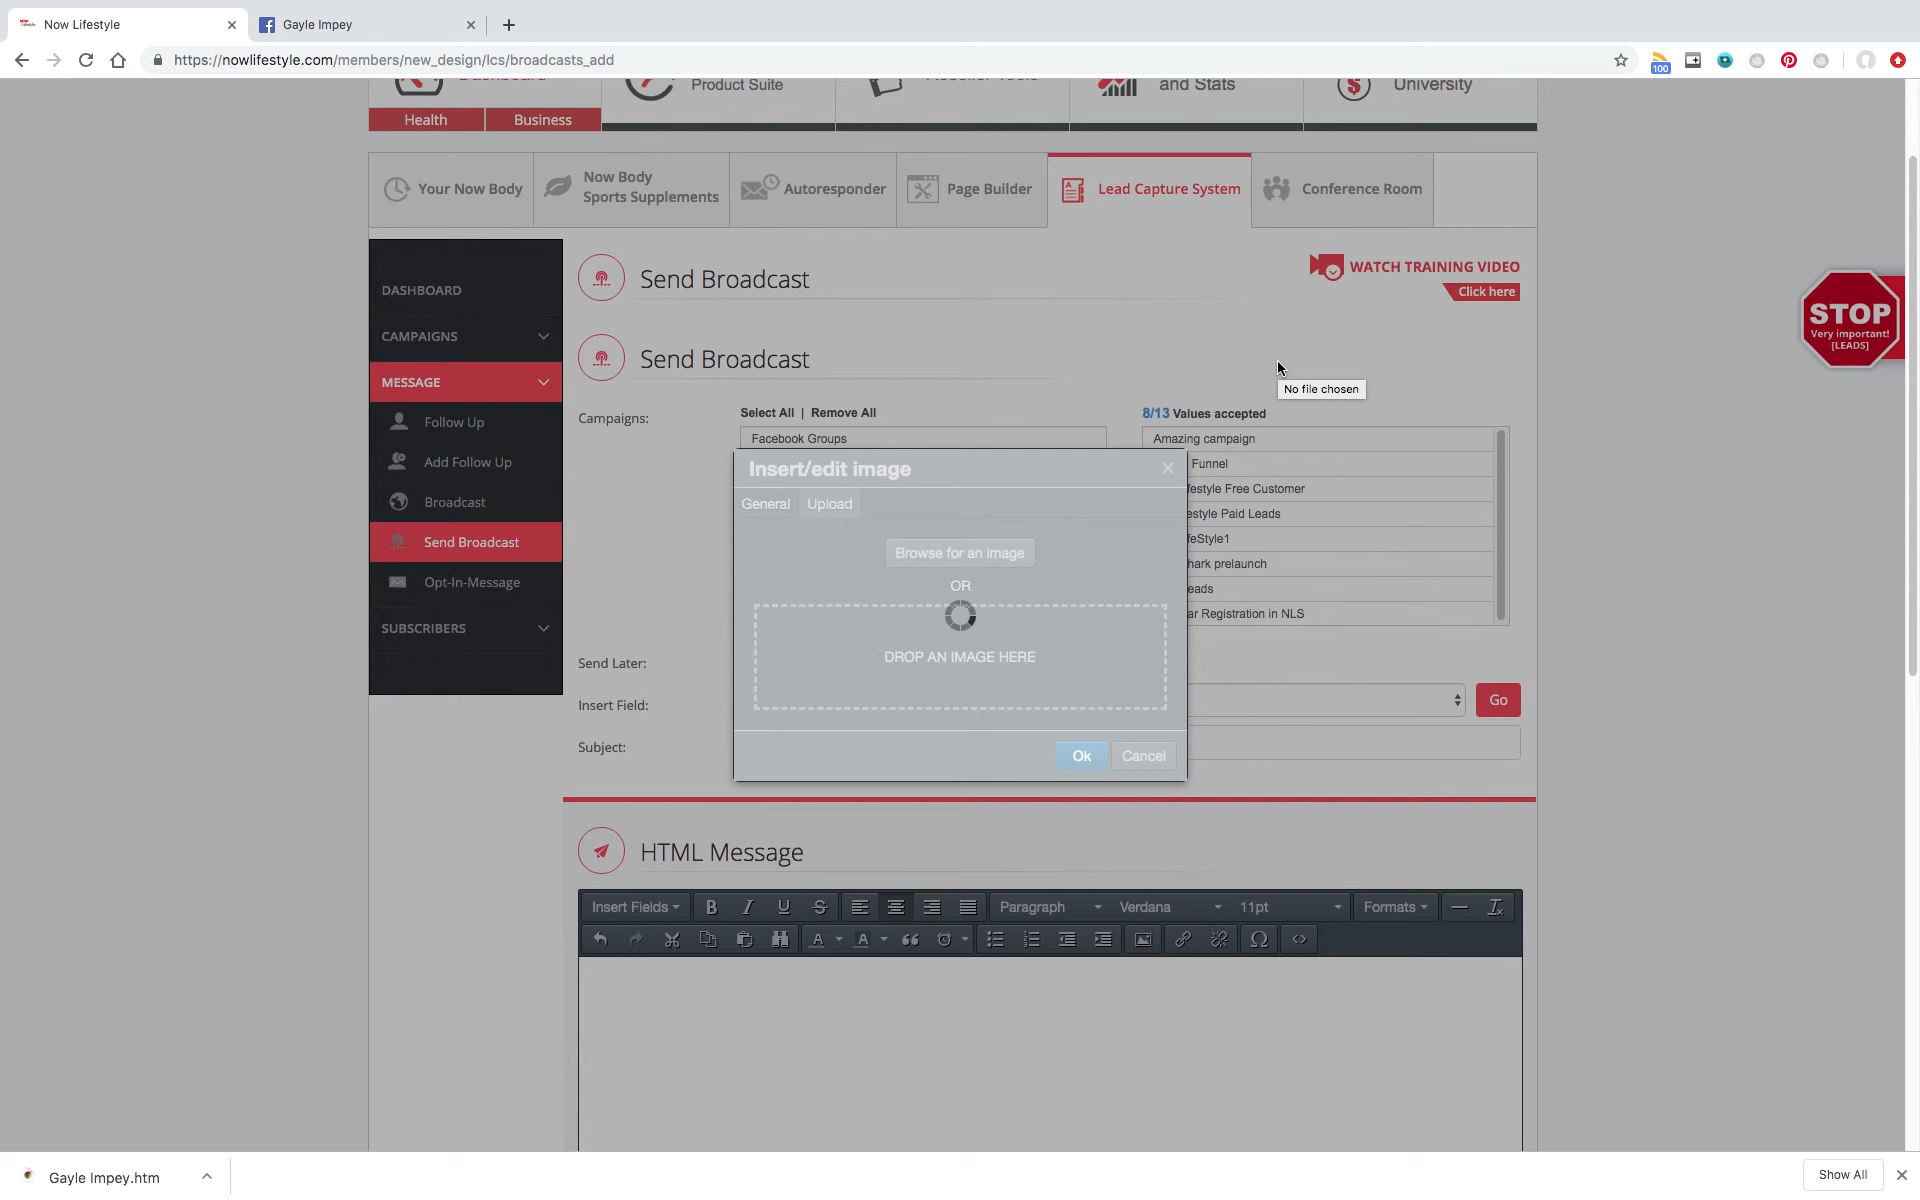 Now Lifestyle
Gayle Impey
https://nowlifestyle.com/members/new_design/lcs/broadcasts_add
100
Dashboard
Product Suite
Reseller Tools
and Stats
University
Health
Business
Your Now Body
Now Body
Sports Supplements
Autoresponder
Page Builder
Lead Capture System
Conference Room
DASHBOARD
CAMPAIGNS
MESSAGE
Follow Up
Add Follow Up
Broadcast
Send Broadcast
Opt-In-Message
SUBSCRIBERS
Send Broadcast
WATCH TRAINING VIDEO
Click here
STOP
Very important!
[LEADS]
Send Broadcast
No file chosen
Campaigns:
Select All | Remove All
8/13 Values accepted
Facebook Groups
Amazing campaign
Funnel
festyle Free Customer
estyle Paid Leads
feStyle1
hark prelaunch
eads
ar Registration in NLS
Insert/edit image
General
Upload
Browse for an image
OR
DROP AN IMAGE HERE
Ok
Cancel
Send Later:
Insert Field:
Go
Subject:
HTML Message
Insert Fields
B I U S
Paragraph
Verdana
11pt
Formats
A A
Gayle Impey.htm
Show All